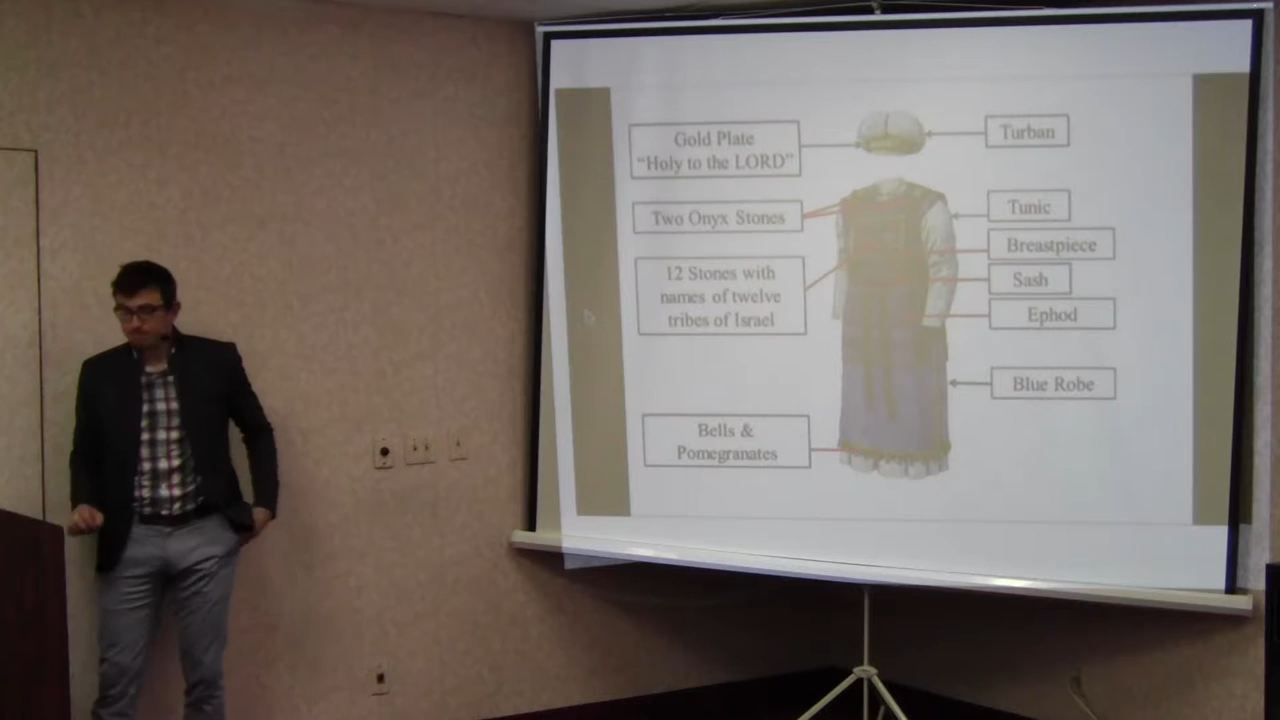 Gold Plate
“Holy to the LORD”
Turban
Two Onyx Stones
Tunic
Breastpiece
12 Stones with
names of twelve
tribes of Israel
Sash
Ephod
Blue Robe
Bells &
Pomegranates